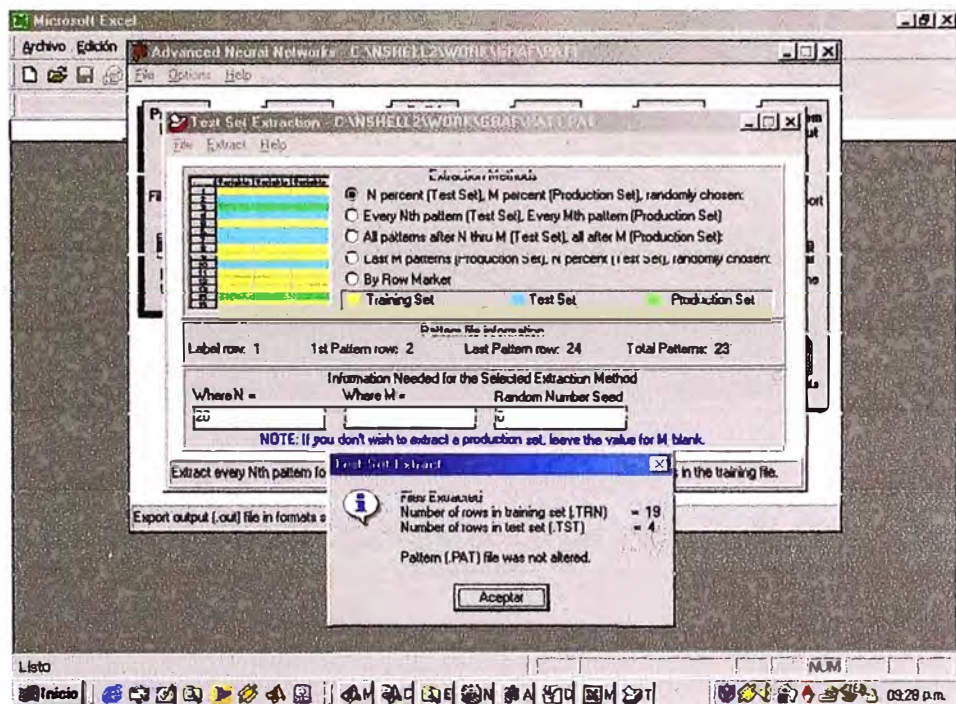 Microsoft Excel
Archivo Edición
Advanced Neural Networks - C:\NSHELL2\WORK\GRAF\PAT1
File Options Help
Test Set Extraction - C:\NSHELL2\WORK\GRAF\PAT1.PAT
File Extract Help
Extraction Methods
N percent (Test Set), M percent (Production Set), randomly chosen:
Every Nth pattern (Test Set), Every Mth pattern (Production Set)
All patterns after N thru M (Test Set), all after M (Production Set):
Last M patterns (Production Set), N percent (Test Set), randomly chosen:
By Row Marker
Training Set Test Set Production Set
Pattern file information
Label row: 1 1st Pattern row: 2 Last Pattern row: 24 Total Patterns: 23
Information Needed for the Selected Extraction Method
Where N = Where M = Random Number Seed
20 0
NOTE: If you don't wish to extract a production set, leave the value for M blank.
Extract every Nth pattern fo s in the training file.
Test Set Extract
Files Extracted
Number of rows in training set (.TRN) = 19
Number of rows in test set (.TST) = 4
Pattern (.PAT) file was not altered.
Export output (.out) file in formats s
Aceptar
Listo NUM
Inicio 09:28 p.m.